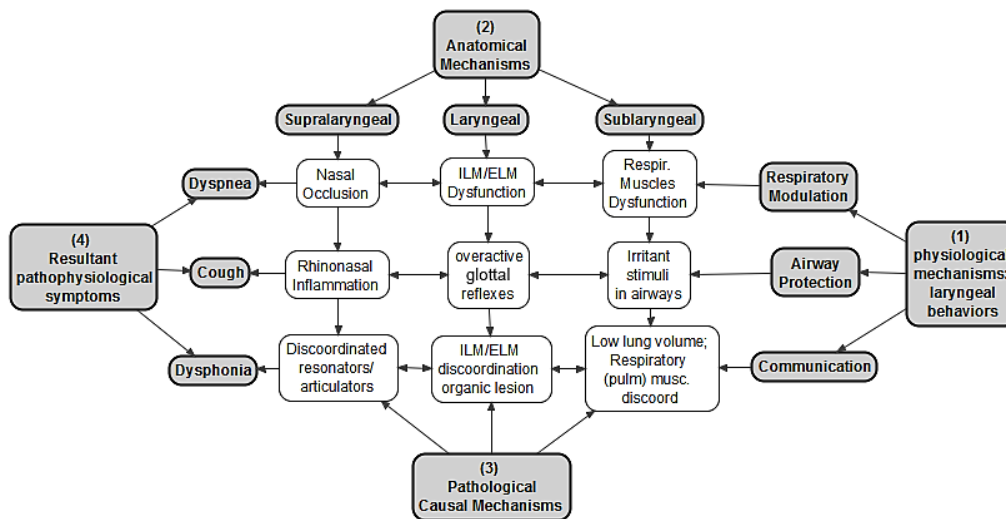 (2)
Anatomical
Mechanisms
Supralaryngeal
Laryngeal
Sublaryngeal
Nasal
Occlusion
ILM/ELM
Dysfunction
Respir.
Muscles
Dysfunction
Dyspnea
Respiratory
Modulation
(4)
Resultant
pathophysiological
symptoms
Cough
Rhinonasal
Inflammation
overactive
glottal
reflexes
Irritant
stimuli
in airways
Airway
Protection
(1)
physiological
mechanisms:
laryngeal
behaviors
Dysphonia
Discoordinated
resonators/
articulators
ILM/ELM
discoordination
organic lesion
Low lung volume;
Respiratory
(pulm) musc.
discoord
Communication
(3)
Pathological
Causal Mechanisms